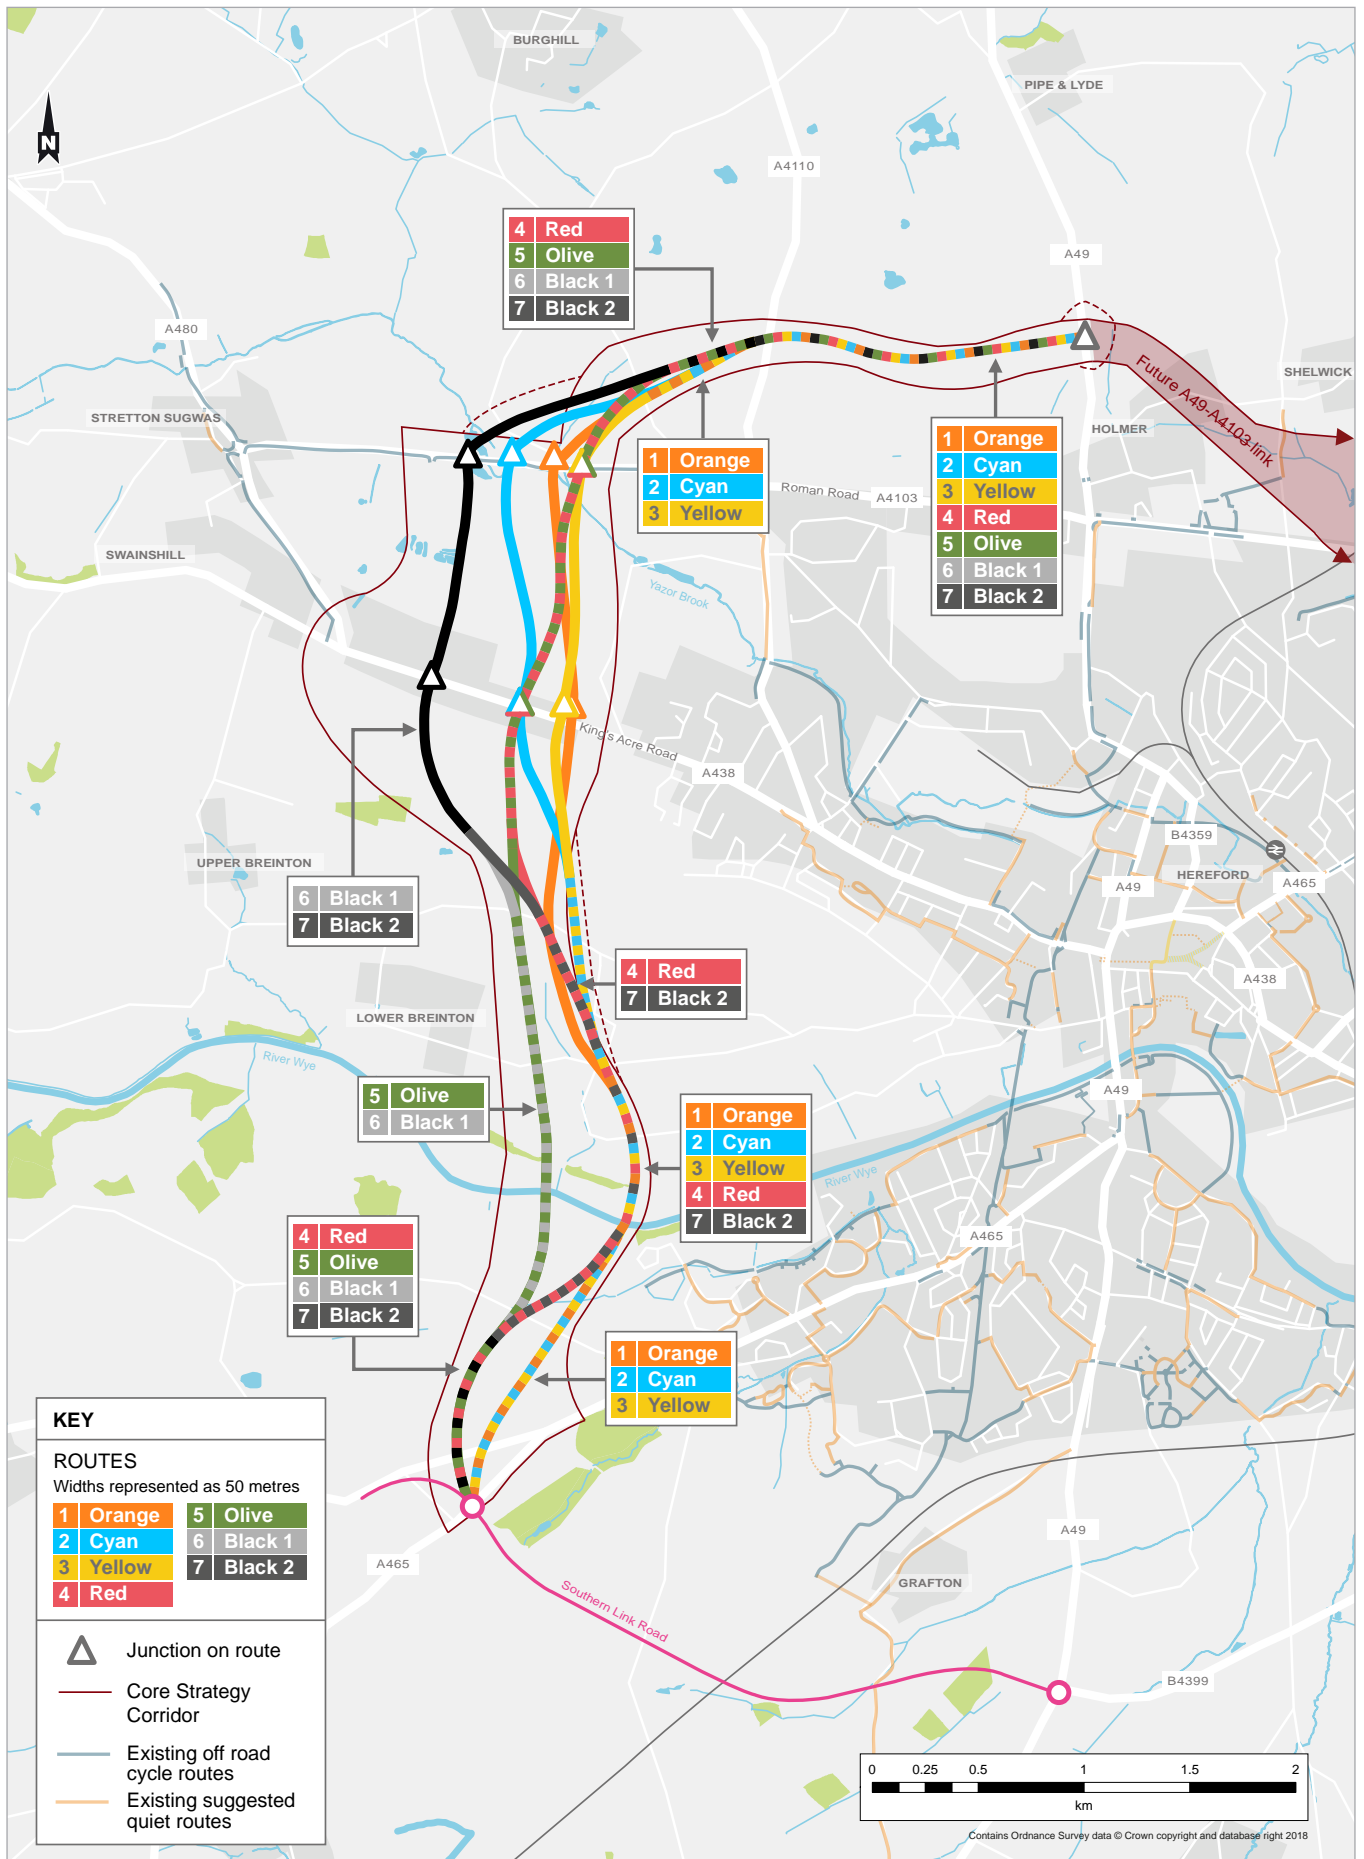 BURGHILL
PIPE & LYDE
N
A4110
A49
4 Red
5 Olive
6 Black 1
7 Black 2
A480
SHELWICK
Future A49-A4103 link
STRETTON SUGWAS
HOLMER
1 Orange
2 Cyan
3 Yellow
1 Orange
2 Cyan
3 Yellow
4 Red
5 Olive
6 Black 1
7 Black 2
Roman Road
A4103
SWAINSHILL
Yazor Brook
King's Acre Road
A438
B4359
UPPER BREINTON
HEREFORD
A49
A465
6 Black 1
7 Black 2
4 Red
7 Black 2
A438
LOWER BREINTON
River Wye
5 Olive
6 Black 1
A49
1 Orange
2 Cyan
3 Yellow
4 Red
7 Black 2
River Wye
4 Red
5 Olive
6 Black 1
7 Black 2
A465
1 Orange
2 Cyan
3 Yellow
KEY
ROUTES
Widths represented as 50 metres
1 Orange
2 Cyan
3 Yellow
4 Red
5 Olive
6 Black 1
7 Black 2
Junction on route
Core Strategy
Corridor
Existing off road
cycle routes
Existing suggested
quiet routes
A465
A49
GRAFTON
Southern Link Road
B4399
0 0.25 0.5 1 1.5 2
km
Contains Ordnance Survey data © Crown copyright and database right 2018